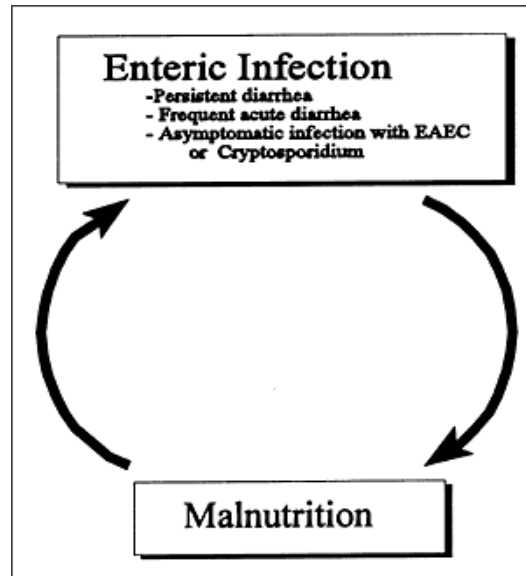 Enteric Infection
-Persistent diarrhea
- Frequent acute diarrhea
- Asymptomatic infection with EAEC
or Cryptosporidium
Malnutrition